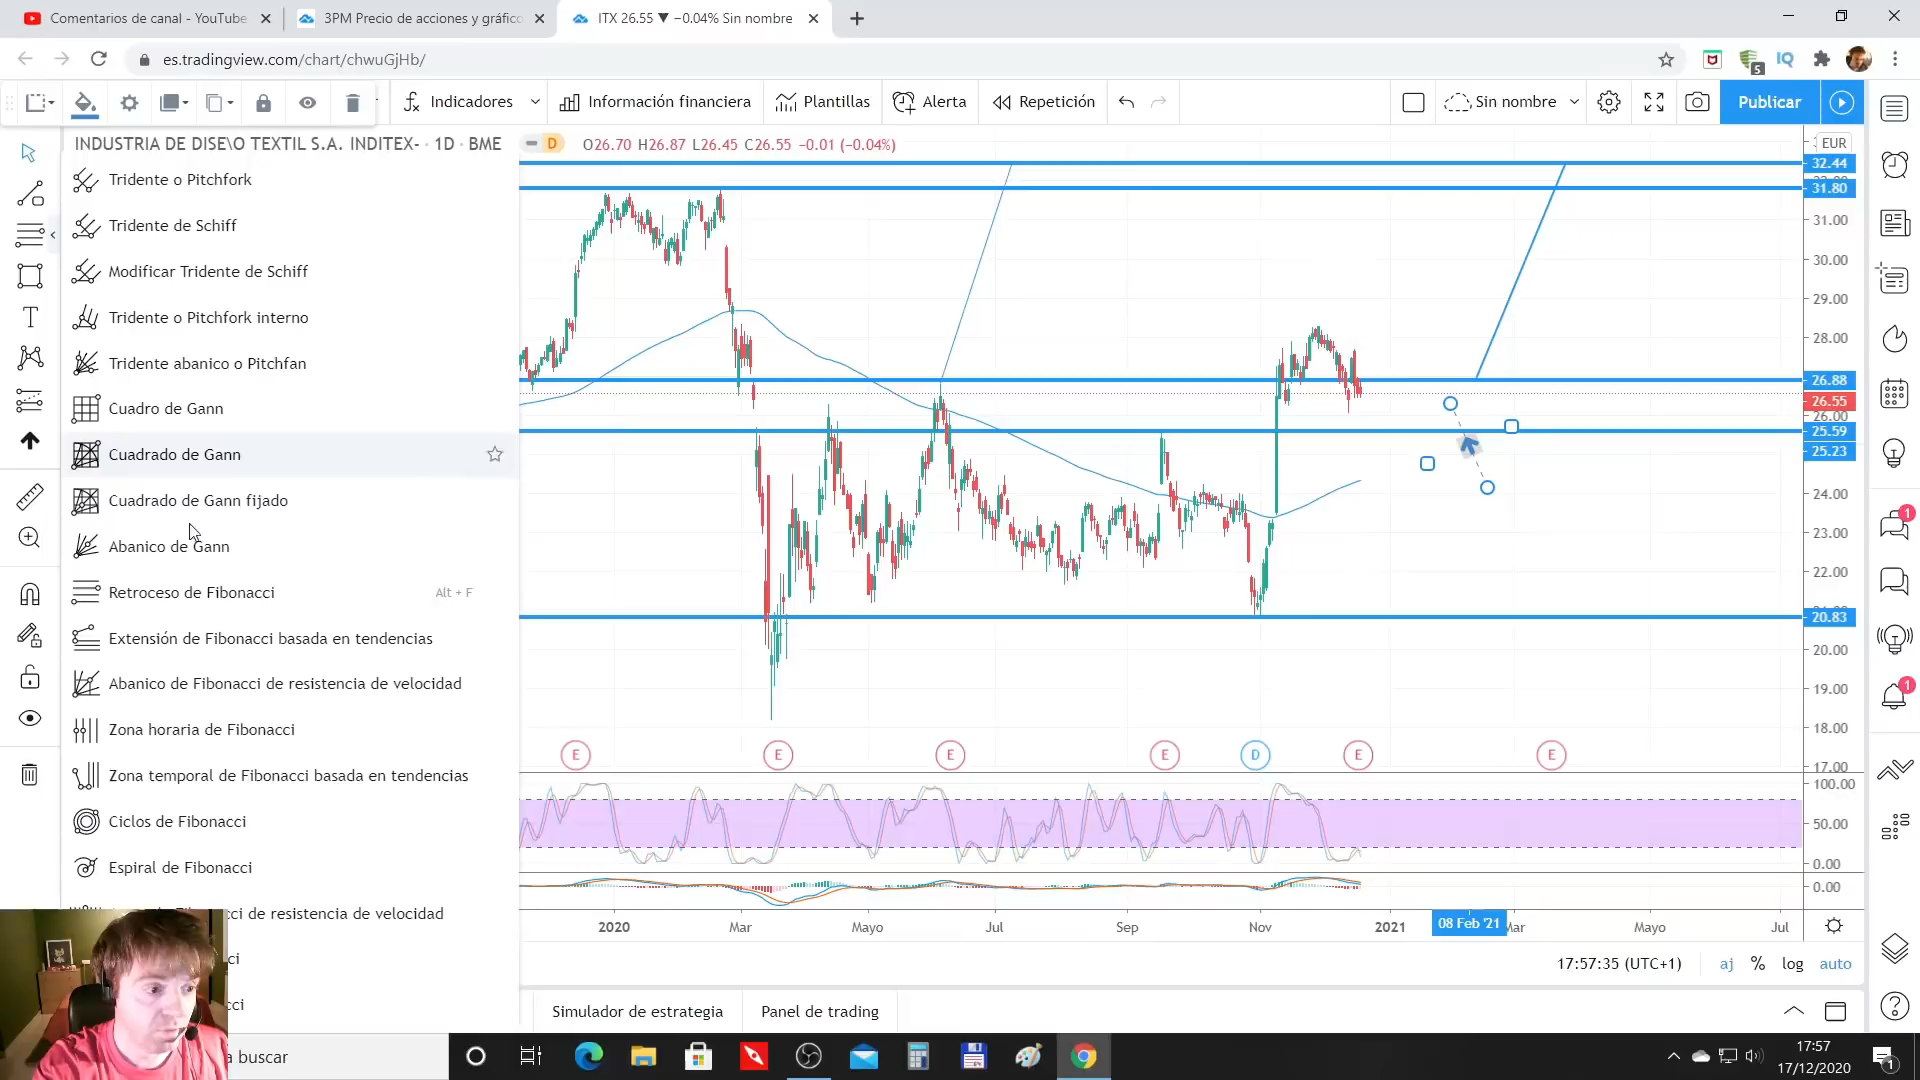 Comentarios de canal - YouTube
3PM Precio de acciones y gráfico
ITX 26.55 ▼ −0.04% Sin nombre
es.tradingview.com/chart/chwuGjHb/
5
IQ
Indicadores
Información financiera
Plantillas
Alerta
Repetición
Sin nombre
Publicar
INDUSTRIA DE DISE\O TEXTIL S.A. INDITEX- · 1D · BME
D
O26.70 H26.87 L26.45 C26.55 −0.01 (−0.04%)
EUR
Tridente o Pitchfork
Tridente de Schiff
Modificar Tridente de Schiff
Tridente o Pitchfork interno
Tridente abanico o Pitchfan
Cuadro de Gann
Cuadrado de Gann
Cuadrado de Gann fijado
Abanico de Gann
Retroceso de Fibonacci Alt + F
Extensión de Fibonacci basada en tendencias
Abanico de Fibonacci de resistencia de velocidad
Zona horaria de Fibonacci
Zona temporal de Fibonacci basada en tendencias
Ciclos de Fibonacci
Espiral de Fibonacci
de resistencia de velocidad
cci
cci
32.44
31.80
31.00
30.00
29.00
28.00
26.88
26.55
26.00
25.59
25.23
24.00
23.00
22.00
20.83
20.00
19.00
18.00
17.00
100.00
50.00
0.00
0.00
E E E E D E E
1
1
2020 Mar Mayo Jul Sep Nov 2021 08 Feb '21 Mar Mayo Jul
17:57:35 (UTC+1) aj % log auto
Simulador de estrategia
Panel de trading
a buscar
17:57
17/12/2020
1